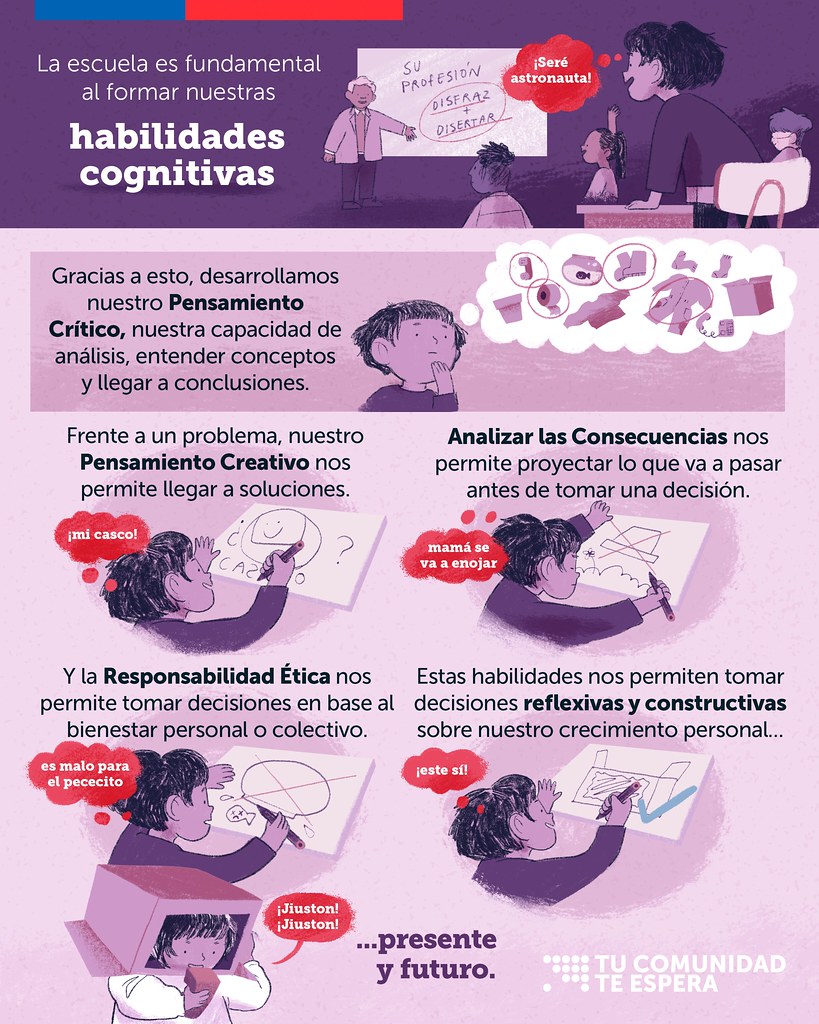 La escuela es fundamental
al formar nuestras
habilidades
cognitivas
SU
PROFESIÓN
DISFRAZ
+
DISERTAR
¡Seré
astronauta!
Gracias a esto, desarrollamos
nuestro Pensamiento
Crítico, nuestra capacidad de
análisis, entender conceptos
y llegar a conclusiones.
Frente a un problema, nuestro
Pensamiento Creativo nos
permite llegar a soluciones.
¡mi casco!
?
Analizar las Consecuencias nos
permite proyectar lo que va a pasar
antes de tomar una decisión.
mamá se
va a enojar
Y la Responsabilidad Ética nos
permite tomar decisiones en base al
bienestar personal o colectivo.
es malo para
el pececito
Estas habilidades nos permiten tomar
decisiones reflexivas y constructivas
sobre nuestro crecimiento personal...
¡este sí!
¡Jiuston!
¡Jiuston!
...presente
y futuro.
TU COMUNIDAD
TE ESPERA